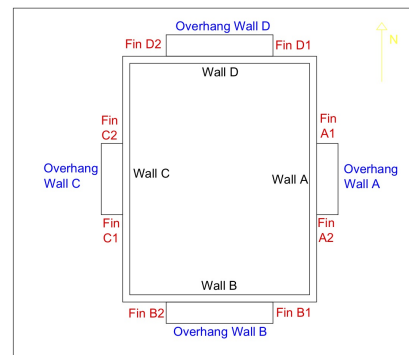 Overhang Wall D
Fin D2
Fin D1
N
Wall D
Fin
C2
Fin
A1
Overhang
Wall C
Wall C
Wall A
Overhang
Wall A
Fin
C1
Fin
A2
Wall B
Fin B2
Fin B1
Overhang Wall B